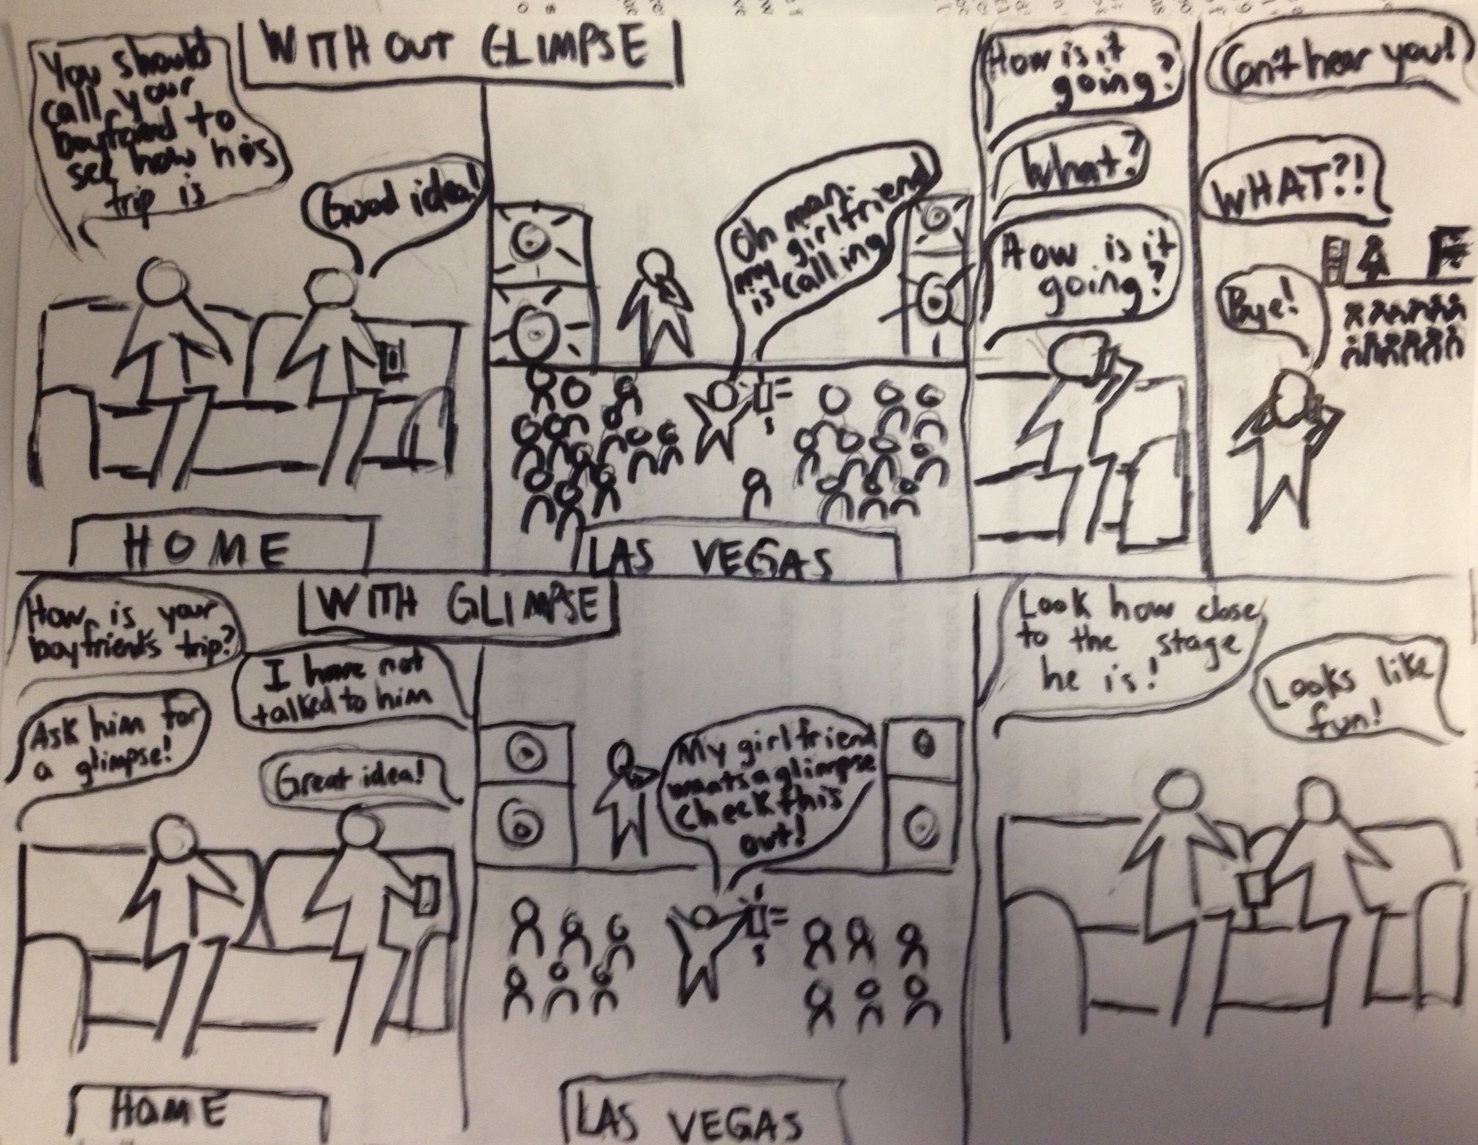 WITHOUT GLIMPSE
You should
call your
boyfriend to
see how his
trip is
Good idea!
HOME
Oh man.
my girlfriend
is calling
LAS VEGAS
How is it
going?
What?
How is it
going?
Can't hear you!
WHAT?!
Bye!
WITH GLIMPSE
How is your
boyfriend's trip?
I have not
talked to him
Ask him for
a glimpse!
Great idea!
HOME
My girlfriend
wants a glimpse
check this
out!
LAS VEGAS
Look how close
to the stage
he is!
Looks like
fun!